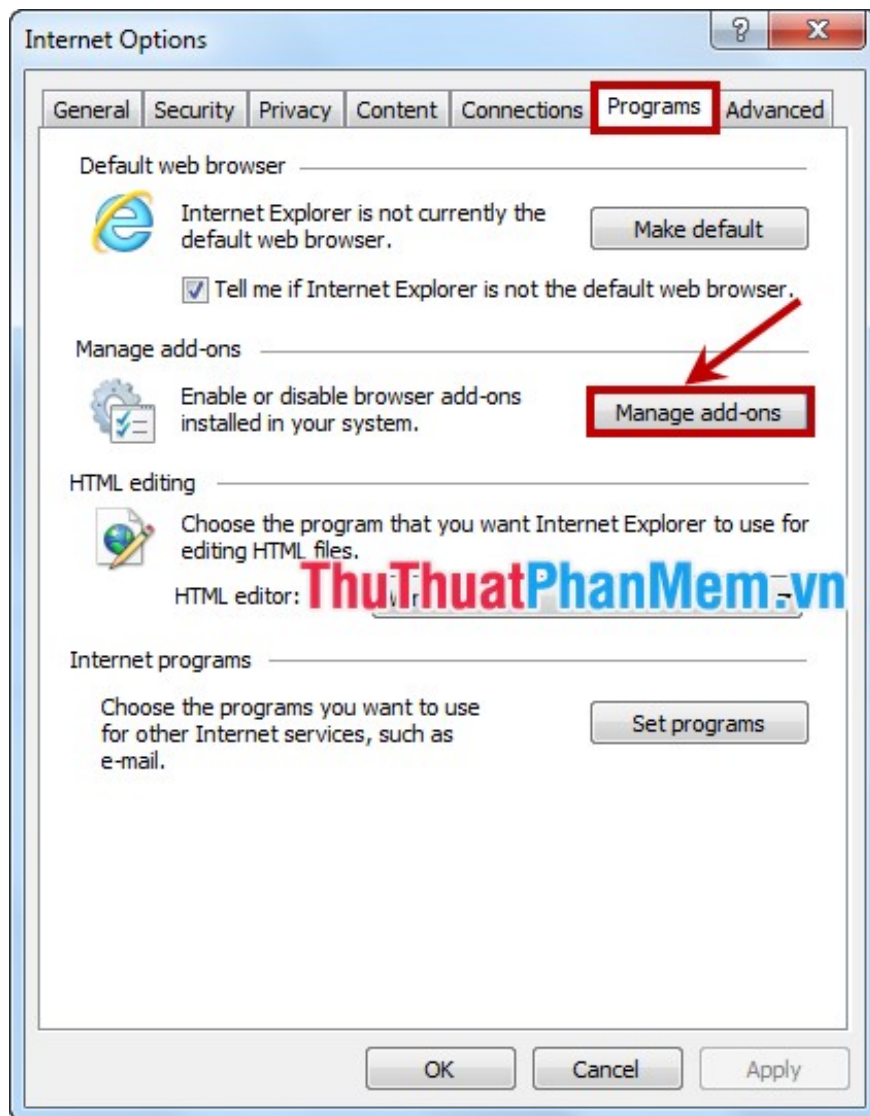 Internet Options
General Security Privacy Content Connections Programs Advanced
Default web browser
Internet Explorer is not currently the
default web browser.
Make default
Tell me if Internet Explorer is not the default web browser.
Manage add-ons
Enable or disable browser add-ons
installed in your system.
Manage add-ons
HTML editing
Choose the program that you want Internet Explorer to use for
editing HTML files.
HTML editor:
ThuThuatPhanMem.vn
Internet programs
Choose the programs you want to use
for other Internet services, such as
e-mail.
Set programs
OK Cancel Apply